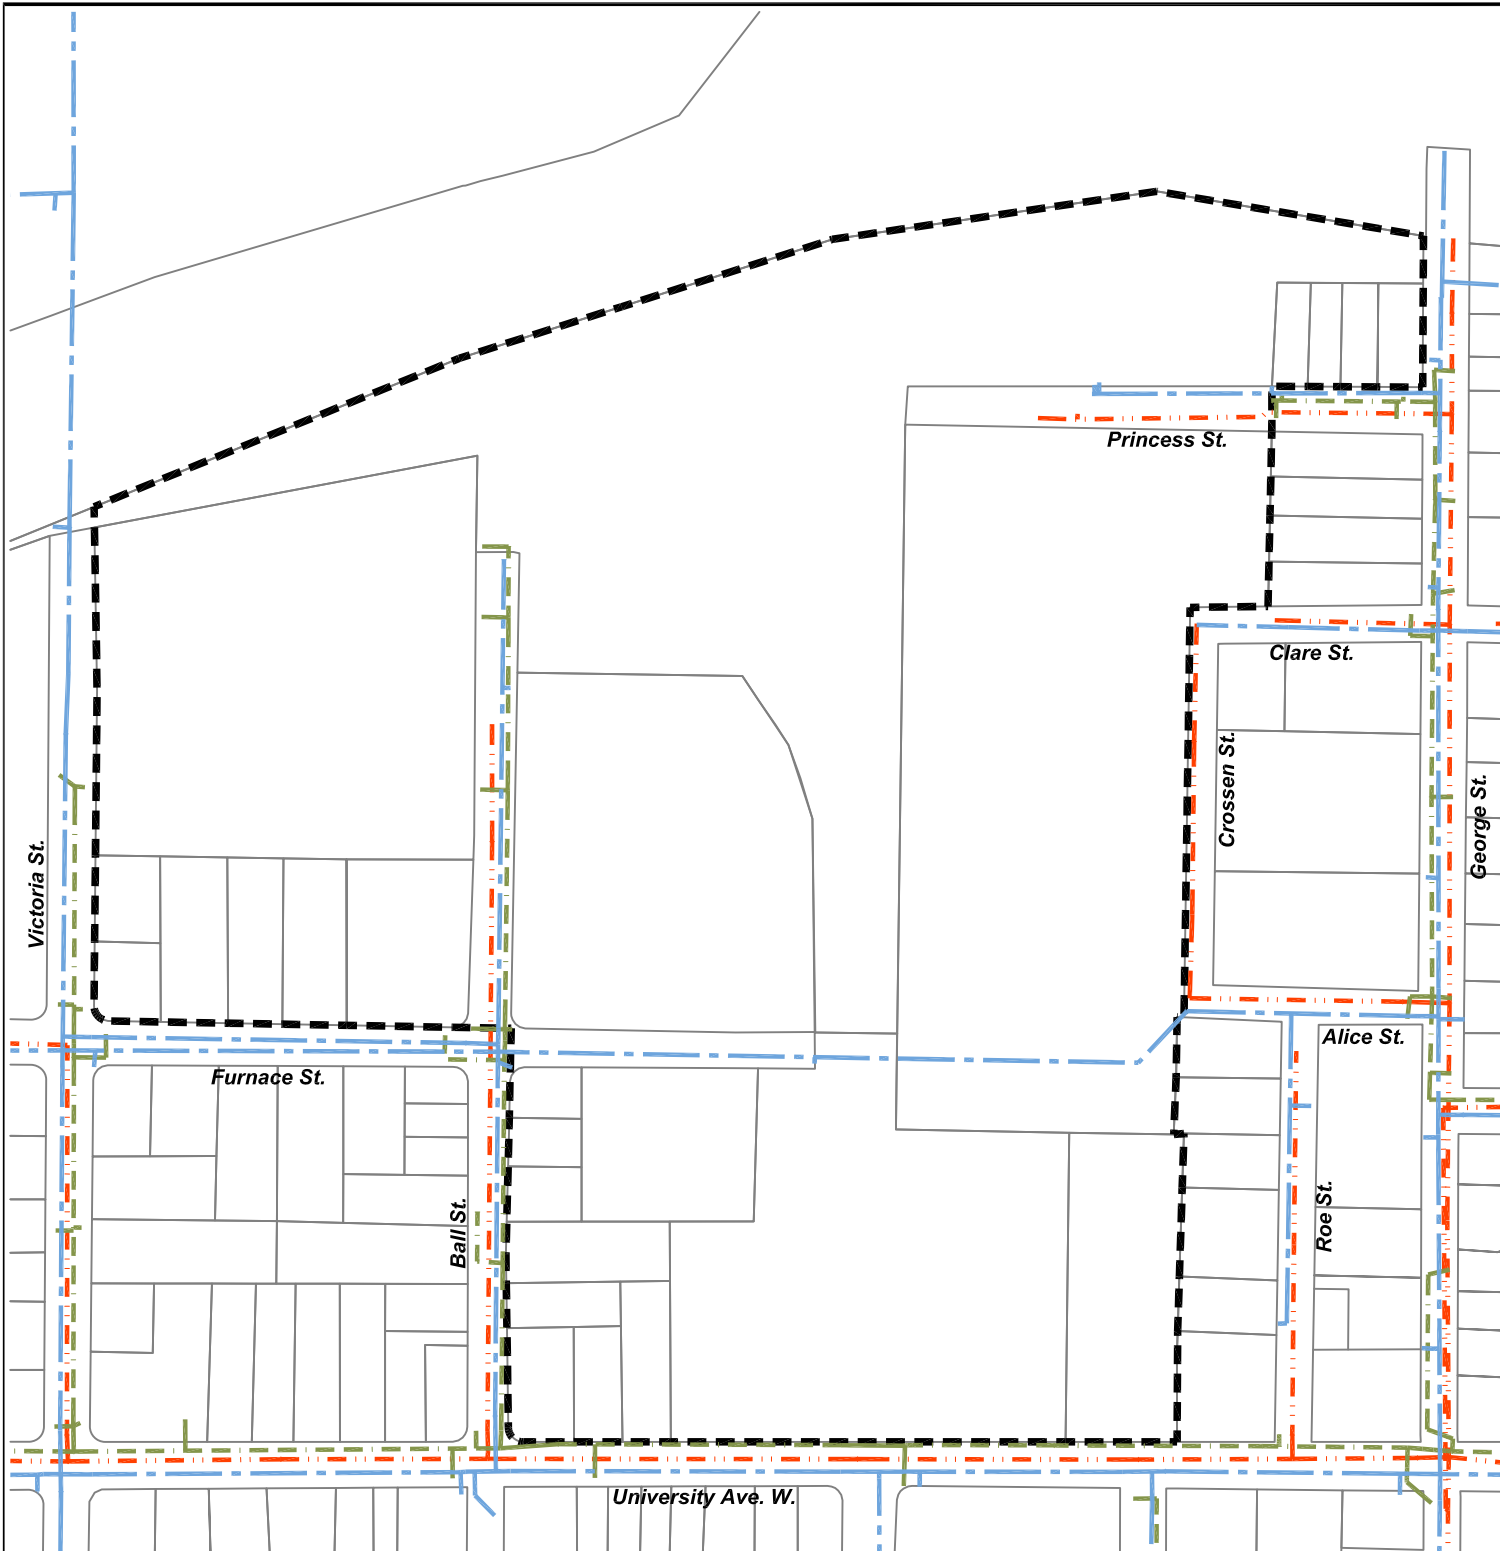 Princess St.
Clare St.
Crossen St.
George St.
Victoria St.
Alice St.
Furnace St.
Roe St.
Ball St.
University Ave. W.